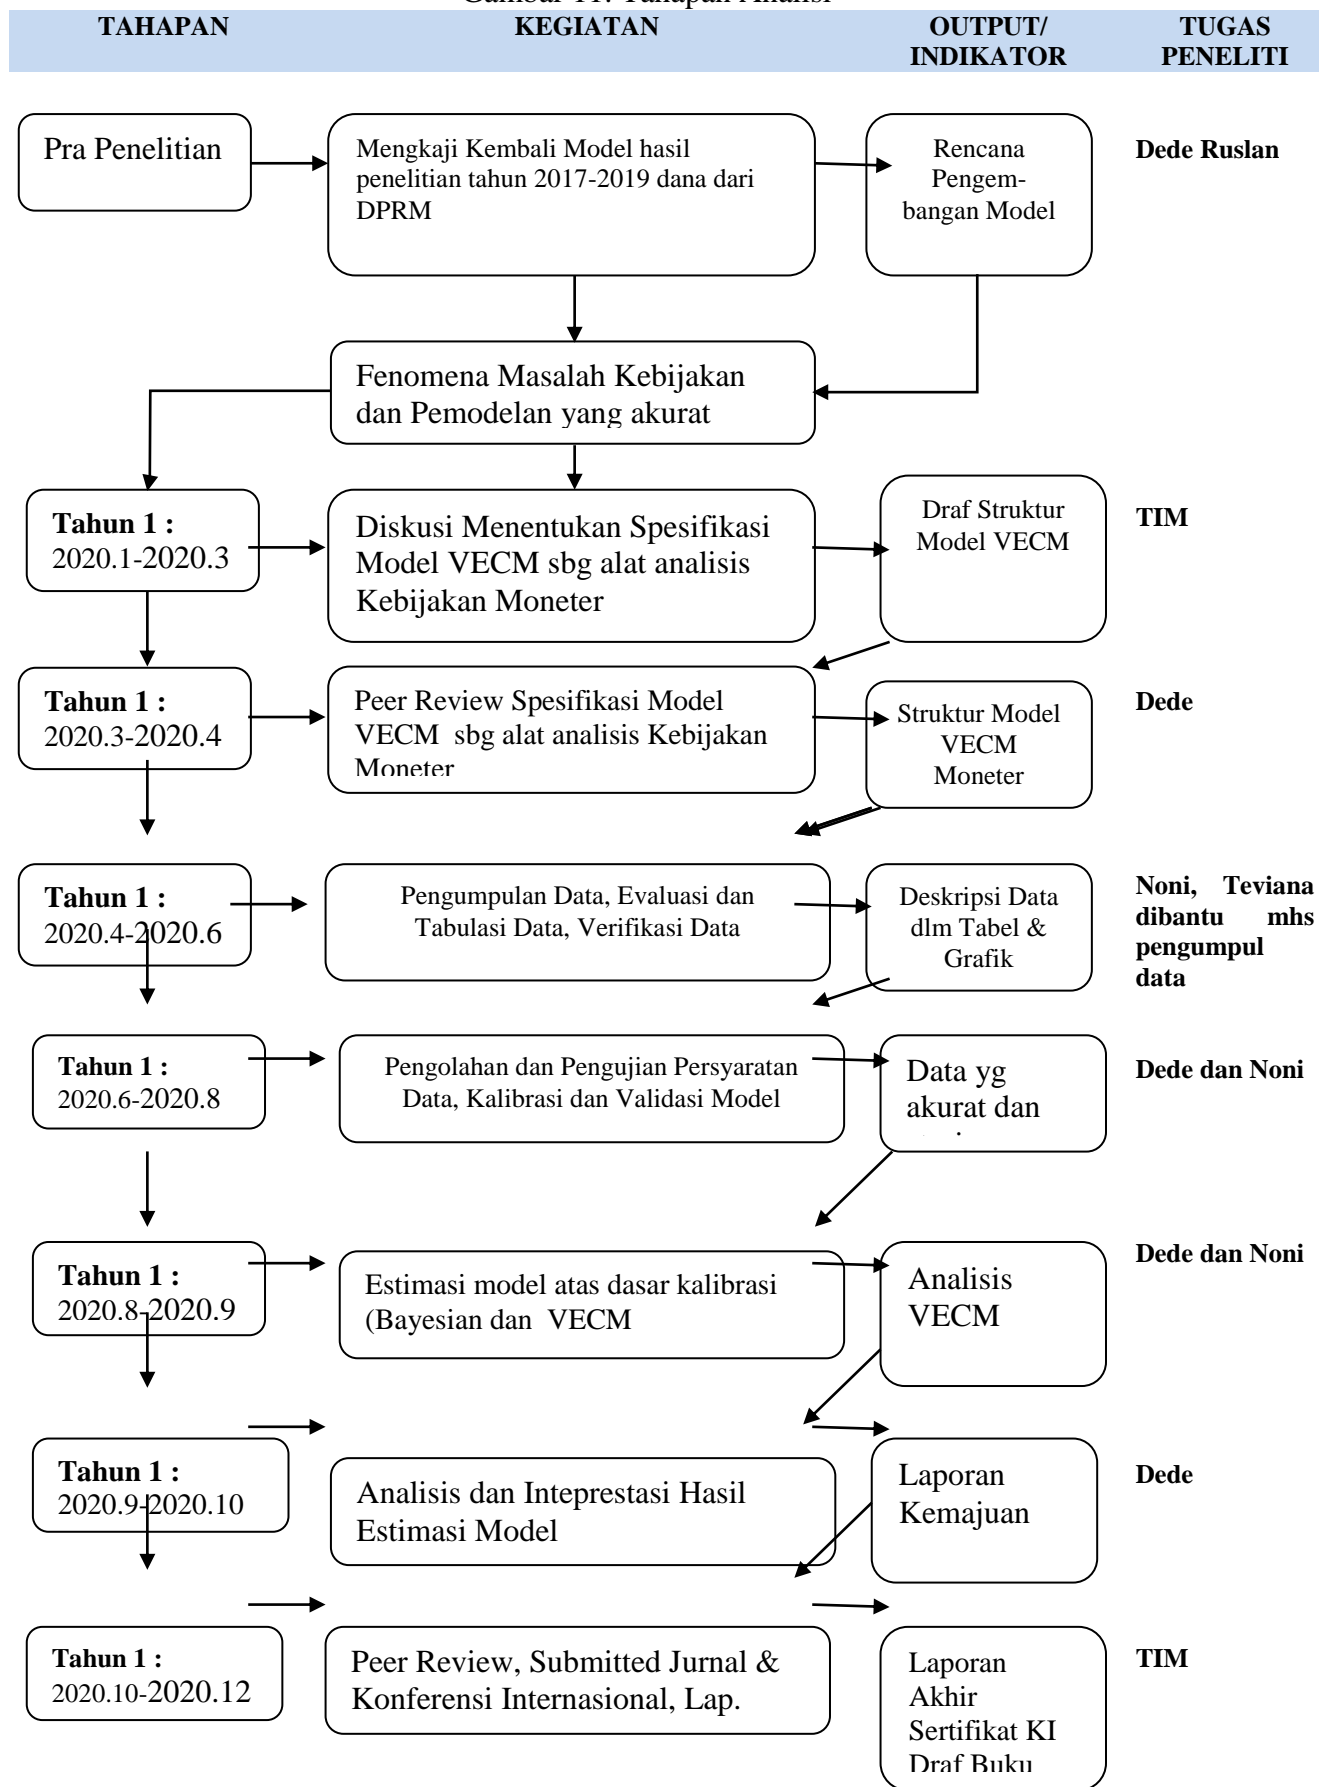 Gambar 11. Tahapan Analisi
TAHAPAN
KEGIATAN
OUTPUT/
INDIKATOR
TUGAS
PENELITI
Pra Penelitian
Mengkaji Kembali Model hasil
penelitian tahun 2017-2019 dana dari
DPRM
Rencana
Pengem-
bangan Model
Dede Ruslan
Fenomena Masalah Kebijakan
dan Pemodelan yang akurat
Tahun 1 :
2020.1-2020.3
Diskusi Menentukan Spesifikasi
Model VECM sbg alat analisis
Kebijakan Moneter
Draf Struktur
Model VECM
TIM
Tahun 1 :
2020.3-2020.4
Peer Review Spesifikasi Model
VECM sbg alat analisis Kebijakan
Moneter
Struktur Model
VECM
Moneter
Dede
Tahun 1 :
2020.4-2020.6
Pengumpulan Data, Evaluasi dan
Tabulasi Data, Verifikasi Data
Deskripsi Data
dlm Tabel &
Grafik
Noni, Teviana
dibantu mhs
pengumpul
data
Tahun 1 :
2020.6-2020.8
Pengolahan dan Pengujian Persyaratan
Data, Kalibrasi dan Validasi Model
Data yg
akurat dan
Dede dan Noni
Tahun 1 :
2020.8-2020.9
Estimasi model atas dasar kalibrasi
(Bayesian dan VECM
Analisis
VECM
Dede dan Noni
Tahun 1 :
2020.9-2020.10
Analisis dan Inteprestasi Hasil
Estimasi Model
Laporan
Kemajuan
Dede
Tahun 1 :
2020.10-2020.12
Peer Review, Submitted Jurnal &
Konferensi Internasional, Lap.
Laporan
Akhir
Sertifikat KI
Draf Buku
TIM